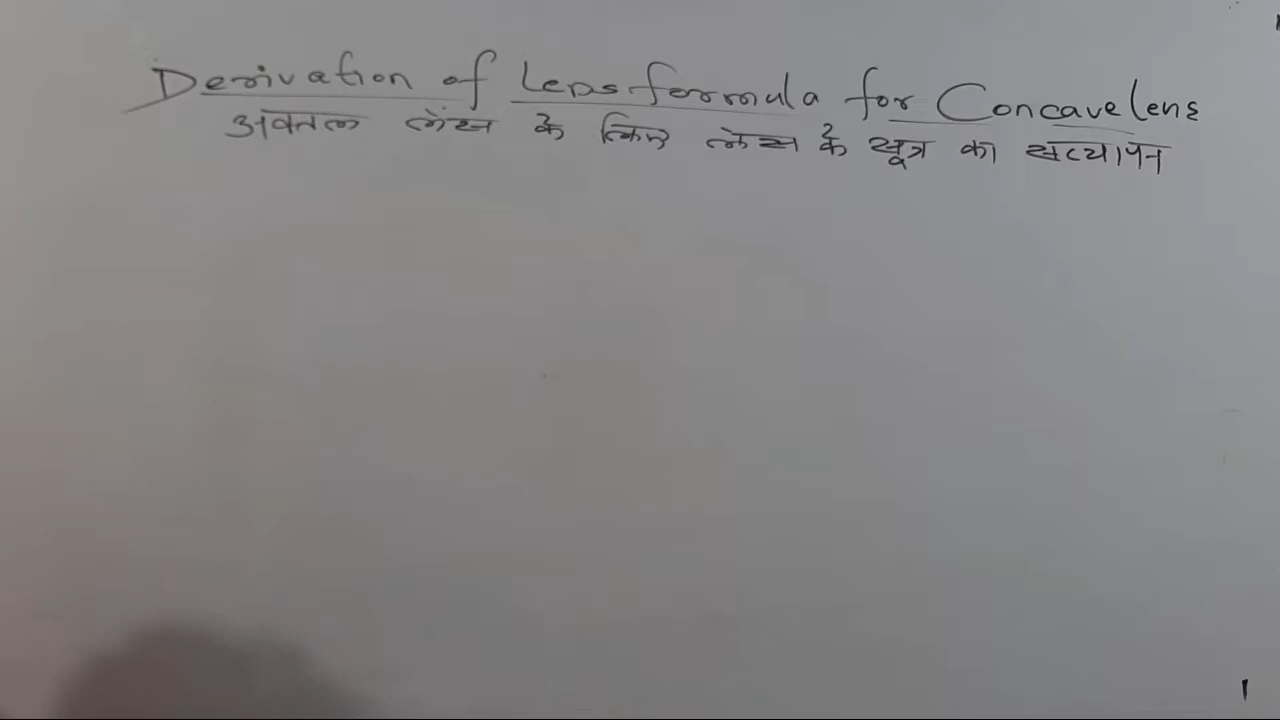 Derivation of Lens formula for Concave lens
अवतल लेंस के लिए लेंस के सूत्र का सत्यापन